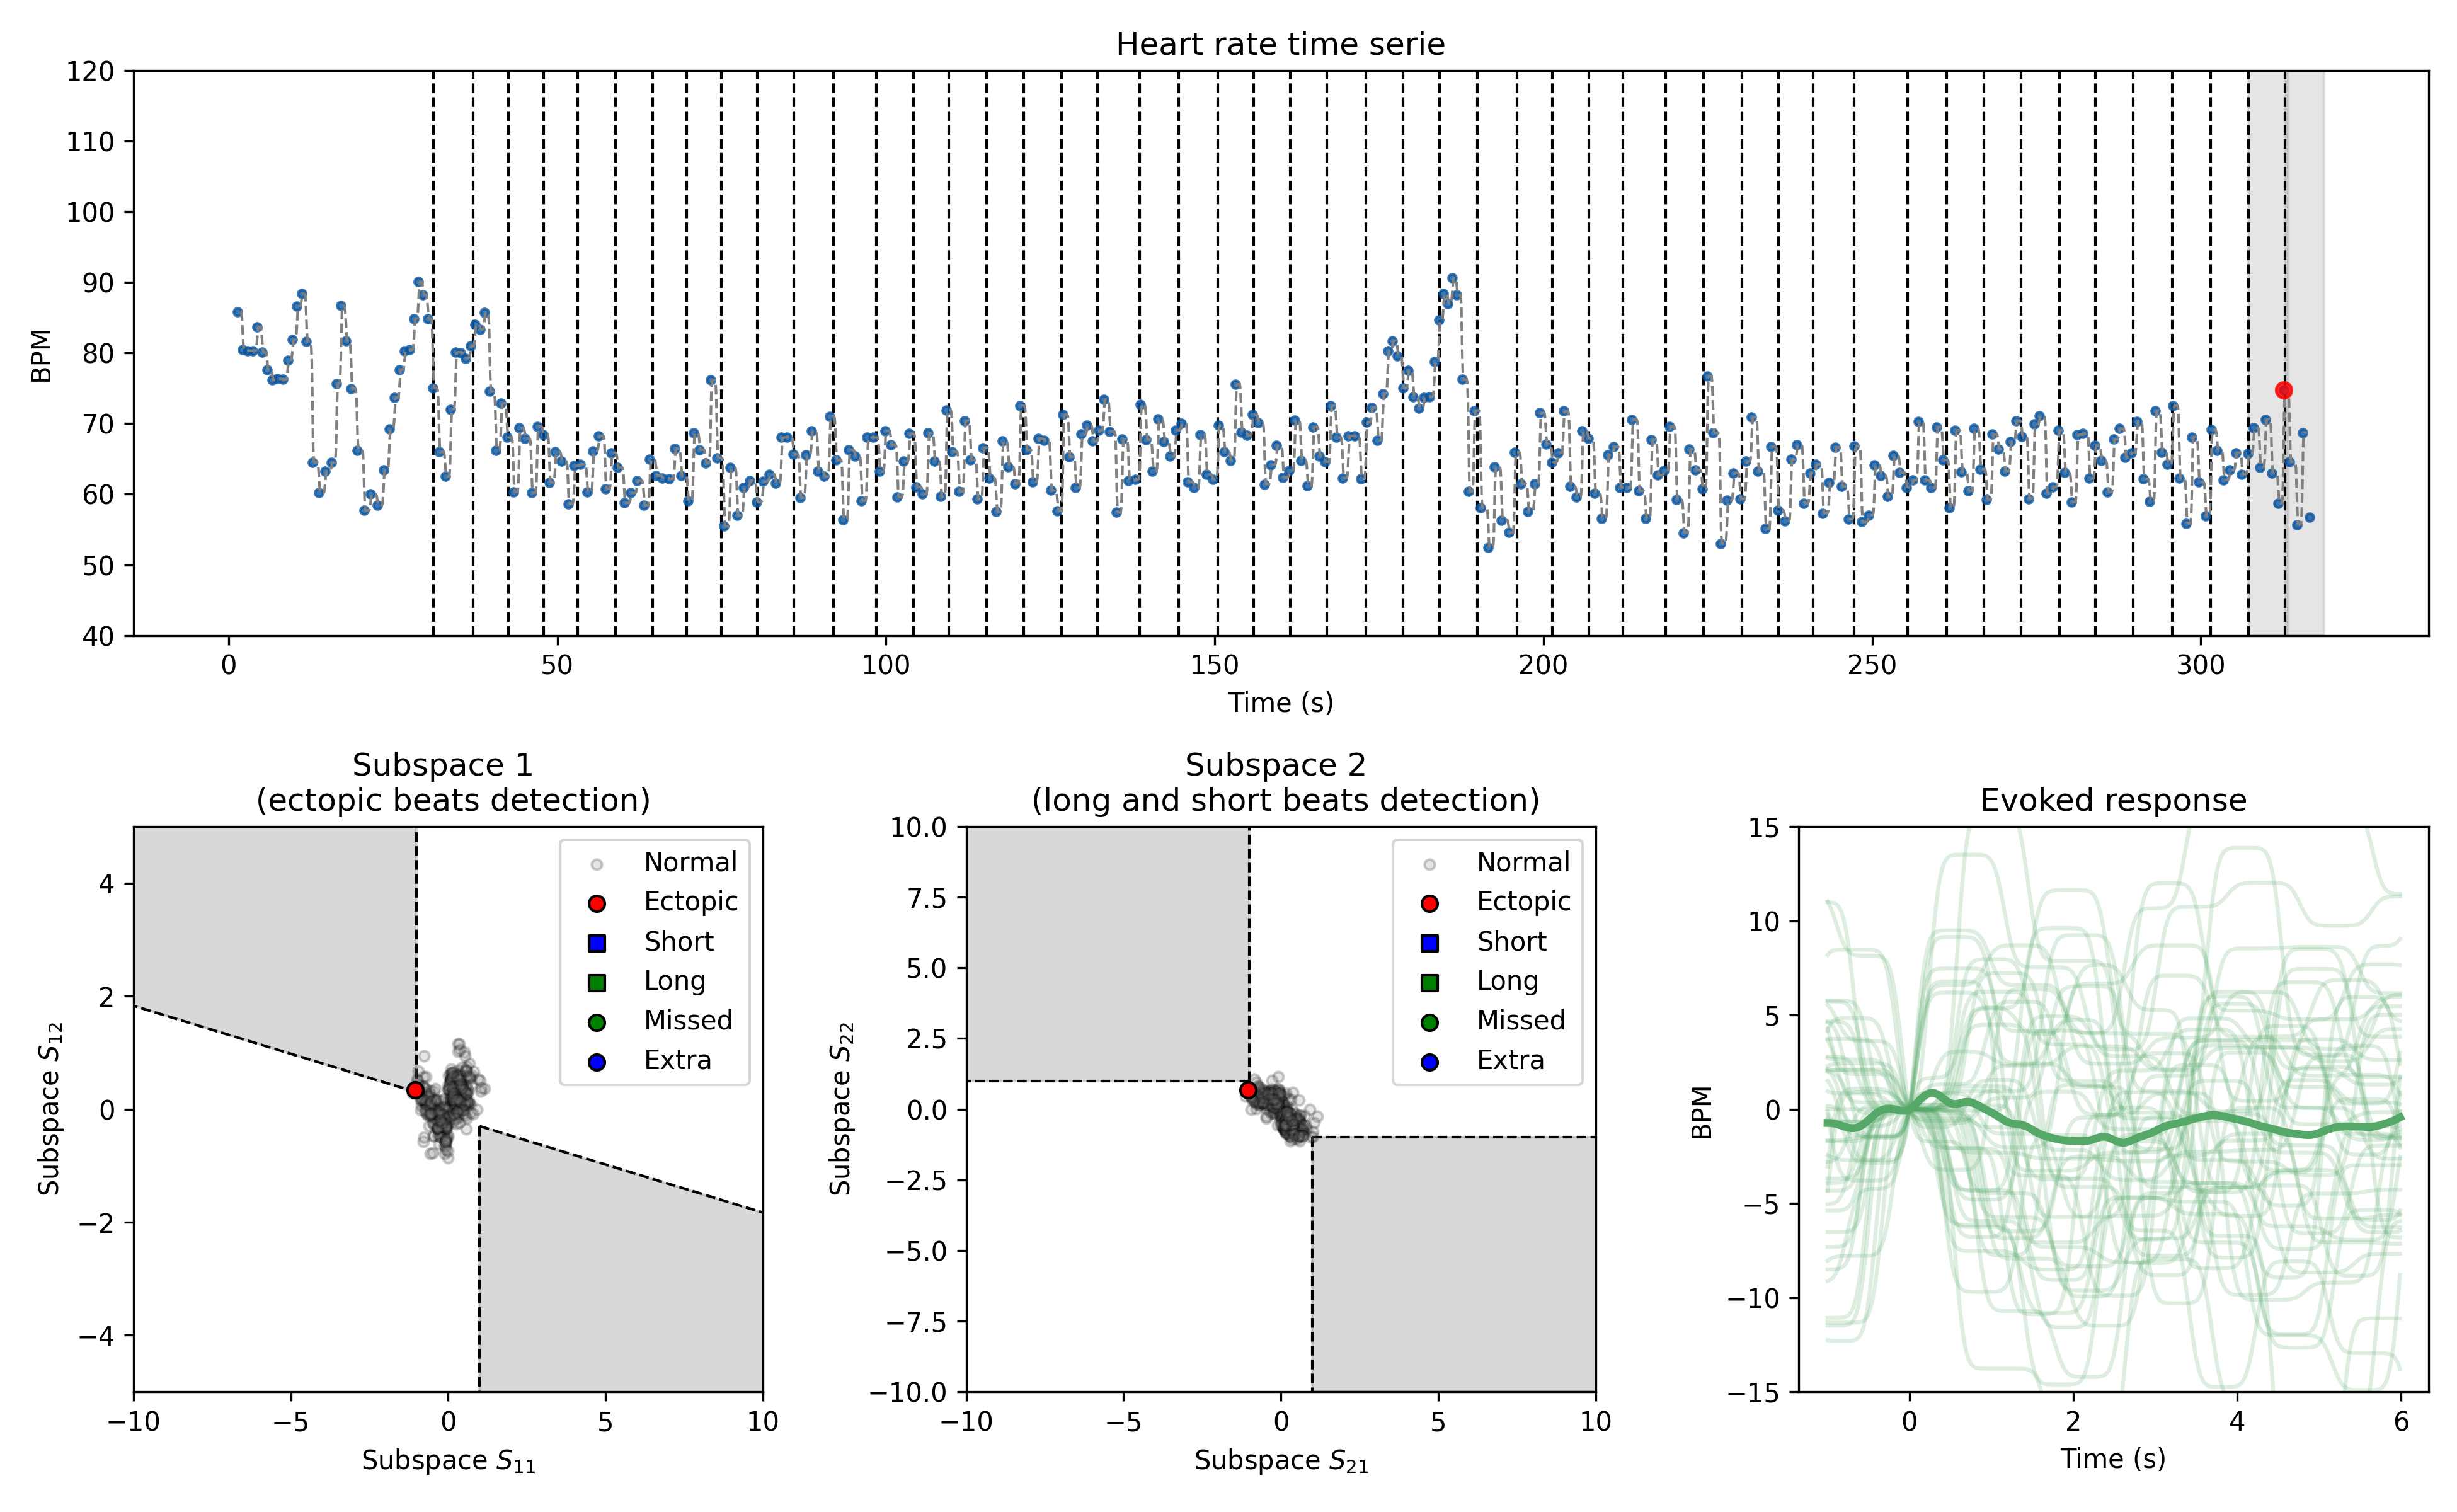 Heart rate time serie
120
110
100
90
80
70
60
50
40
BPM
0 50 100 150 200 250 300
Time (s)
Subspace 1
(ectopic beats detection)
4
2
0
−2
−4
Subspace S12
Normal
Ectopic
Short
Long
Missed
Extra
−10 −5 0 5 10
Subspace S11
Subspace 2
(long and short beats detection)
10.0
7.5
5.0
2.5
0.0
−2.5
−5.0
−7.5
−10.0
Subspace S22
Normal
Ectopic
Short
Long
Missed
Extra
−10 −5 0 5 10
Subspace S21
Evoked response
15
10
5
0
−5
−10
−15
BPM
0 2 4 6
Time (s)